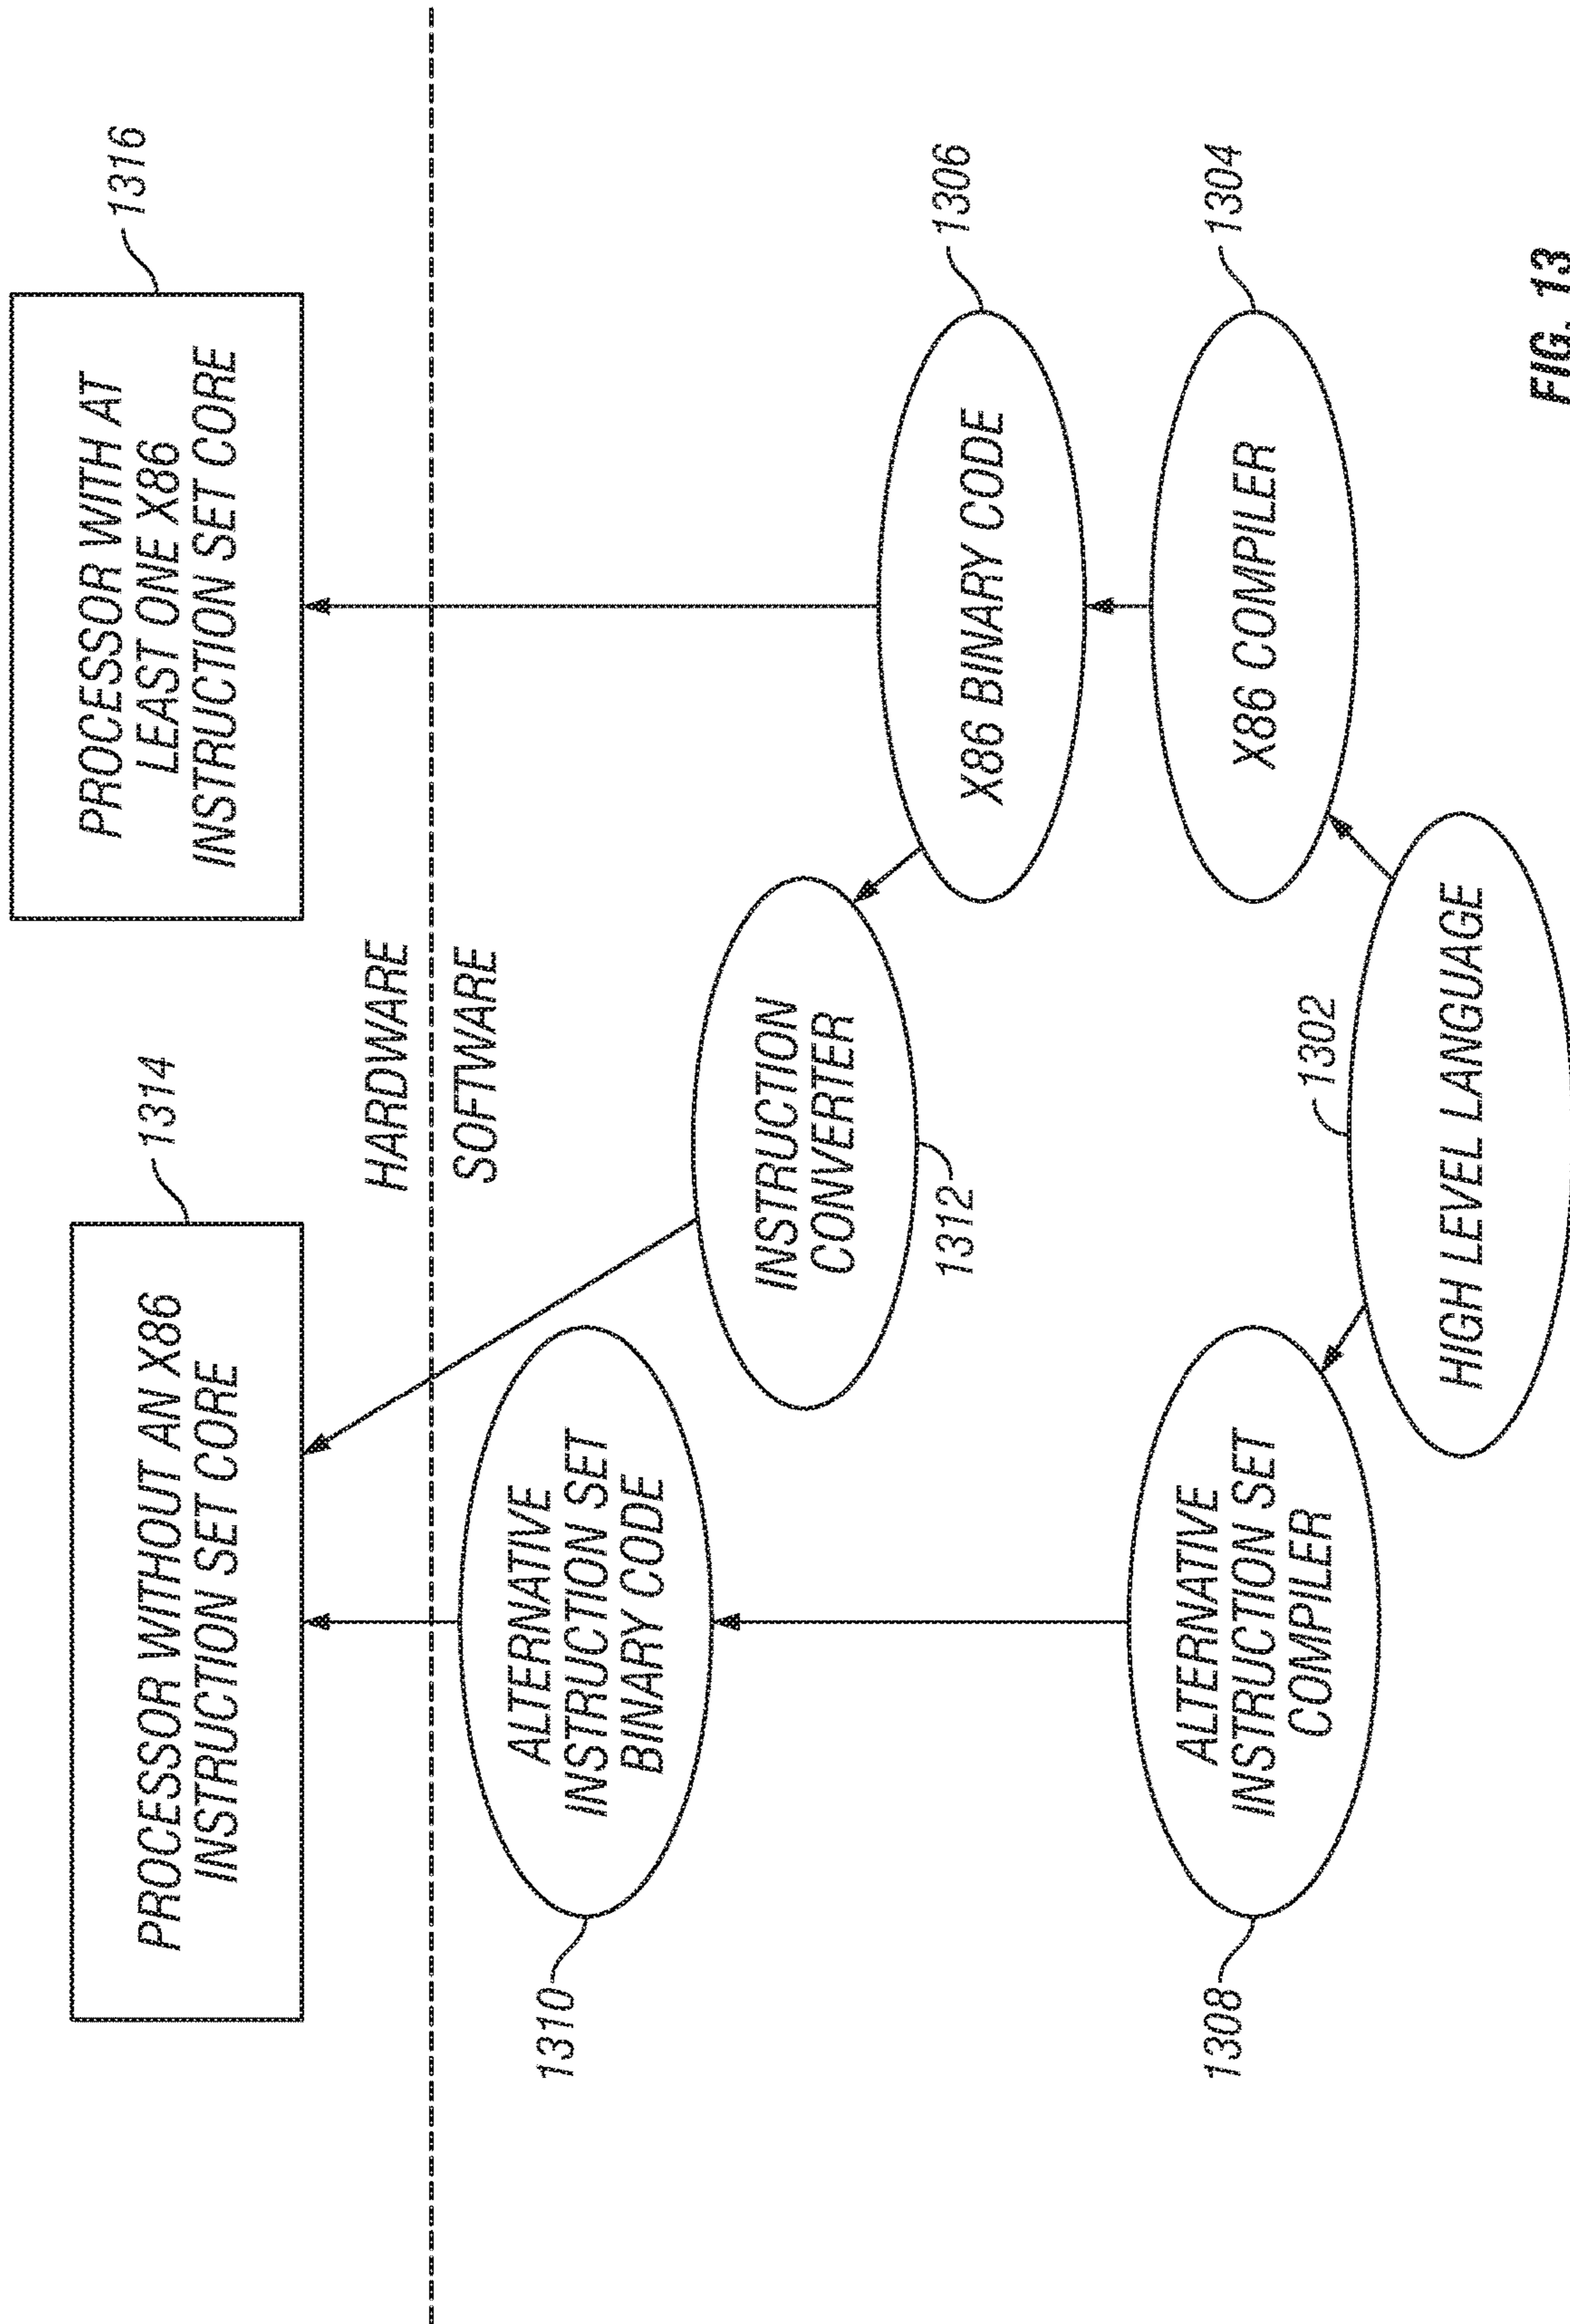 PROCESSOR WITHOUT AN X86
INSTRUCTION SET CORE
1314
PROCESSOR WITH AT
LEAST ONE X86
INSTRUCTION SET CORE
1316
HARDWARE
SOFTWARE
1310
ALTERNATIVE
INSTRUCTION SET
BINARY CODE
INSTRUCTION
CONVERTER
1312
X86 BINARY CODE
1306
1308
ALTERNATIVE
INSTRUCTION SET
COMPILER
X86 COMPILER
1304
1302
HIGH LEVEL LANGUAGE
FIG. 13